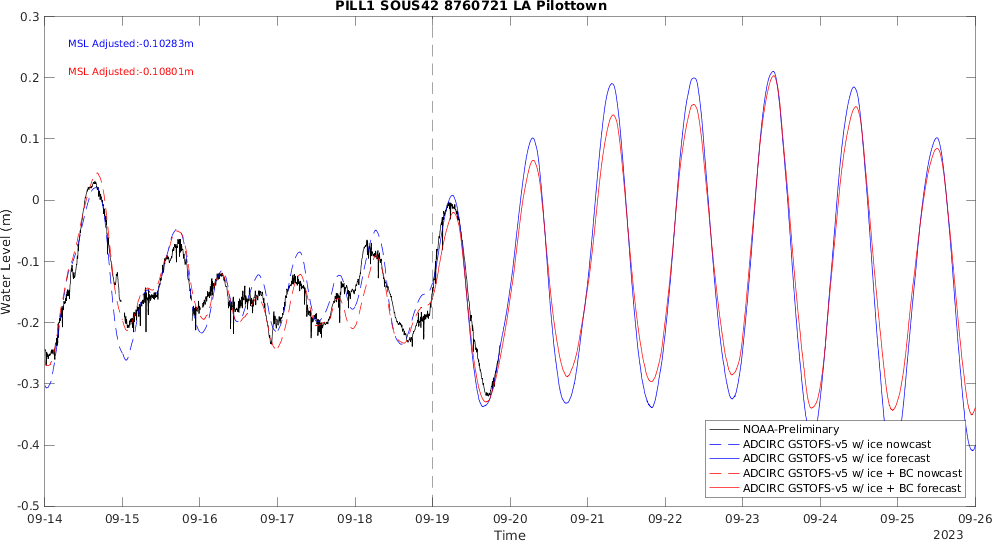 PILL1 SOUS42 8760721 LA Pilottown
MSL Adjusted:-0.10283m
MSL Adjusted:-0.10801m
Water Level (m)
0.3
0.2
0.1
0
-0.1
-0.2
-0.3
-0.4
-0.5
NOAA-Preliminary
ADCIRC GSTOFS-v5 w/ ice nowcast
ADCIRC GSTOFS-v5 w/ ice forecast
ADCIRC GSTOFS-v5 w/ ice + BC nowcast
ADCIRC GSTOFS-v5 w/ ice + BC forecast
09-14 09-15 09-16 09-17 09-18 09-19 09-20 09-21 09-22 09-23 09-24 09-25 09-26
Time
2023